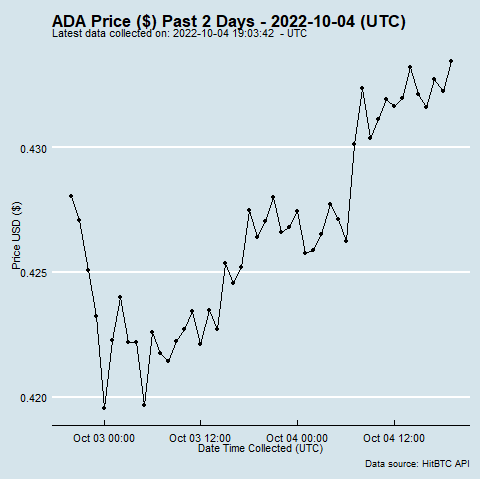 ADA Price ($) Past 2 Days - 2022-10-04 (UTC)
Latest data collected on: 2022-10-04 19:03:42  - UTC
0.430
0.425
0.420
Price USD ($)
Oct 03 00:00 Oct 03 12:00 Oct 04 00:00 Oct 04 12:00
Date Time Collected (UTC)
Data source: HitBTC API